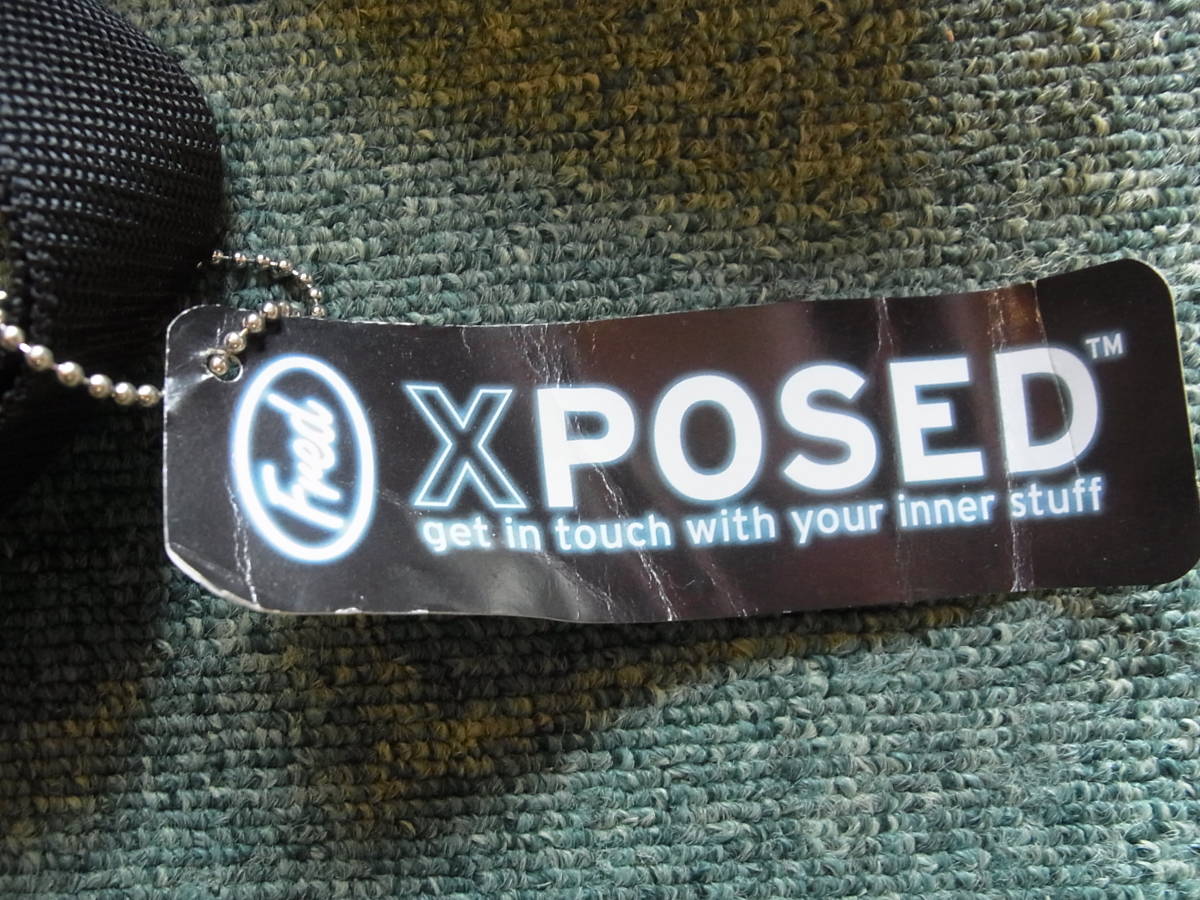 Fred
XPOSED™
get in touch with your inner stuff